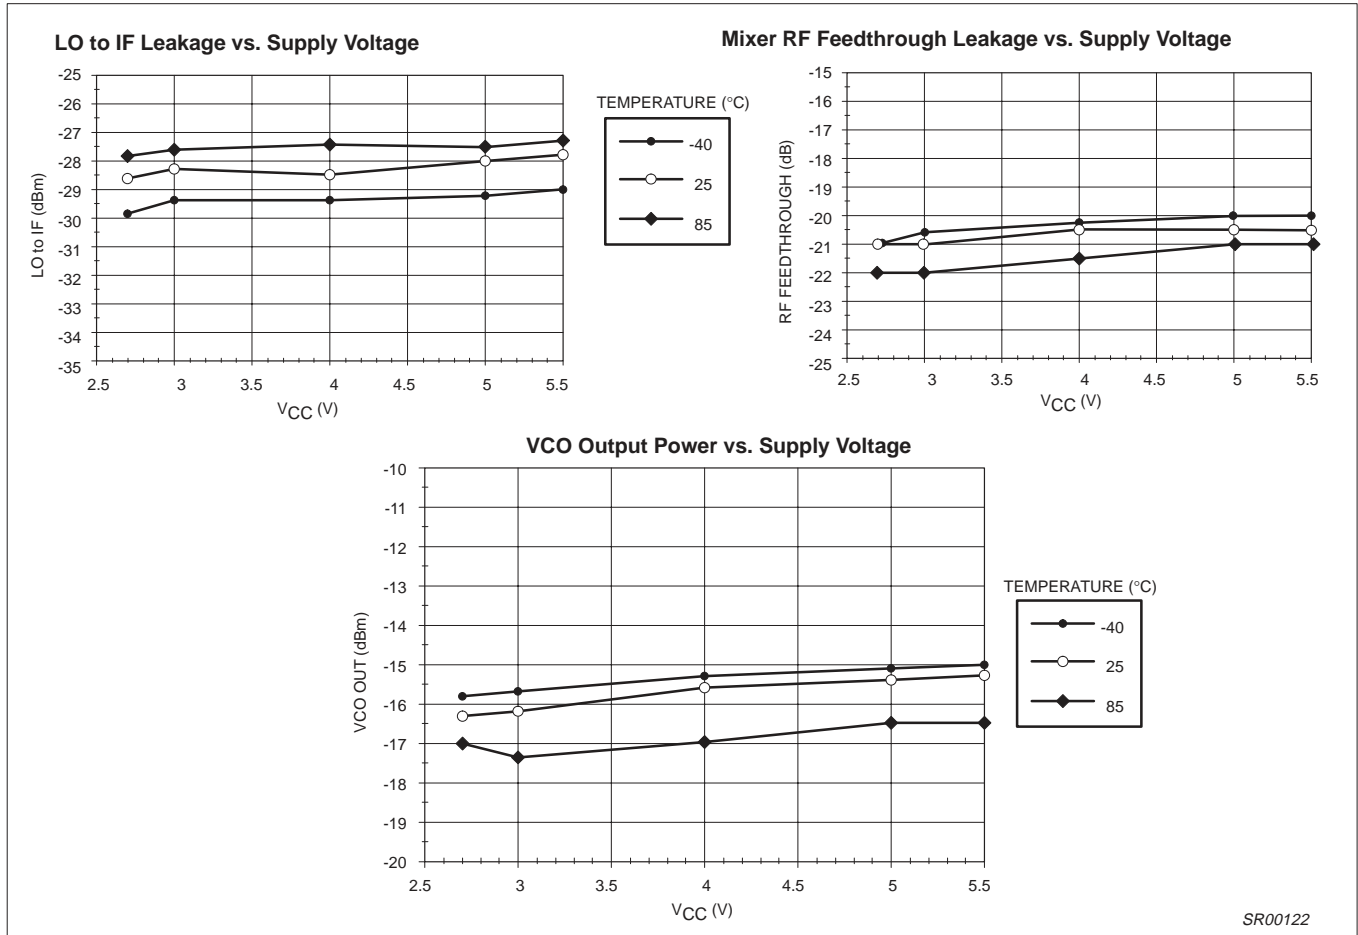 LO to IF Leakage vs. Supply Voltage
-25
-26
-27
-28
-29
-30
-31
-32
-33
-34
-35
LO to IF (dBm)
2.5 3 3.5 4 4.5 5 5.5
VCC (V)
TEMPERATURE (°C)
-40
25
85
Mixer RF Feedthrough Leakage vs. Supply Voltage
-15
-16
-17
-18
-19
-20
-21
-22
-23
-24
-25
RF FEEDTHROUGH (dB)
2.5 3 3.5 4 4.5 5 5.5
VCC (V)
VCO Output Power vs. Supply Voltage
-10
-11
-12
-13
-14
-15
-16
-17
-18
-19
-20
VCO OUT (dBm)
2.5 3 3.5 4 4.5 5 5.5
VCC (V)
TEMPERATURE (°C)
-40
25
85
SR00122